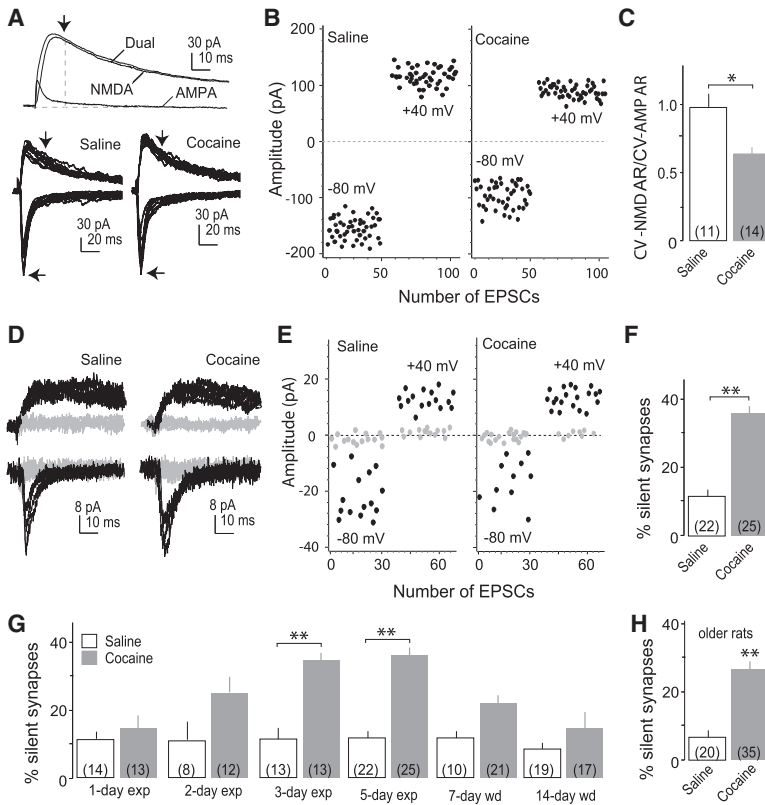 A
Dual
NMDA
AMPA
30 pA
10 ms
Saline
Cocaine
30 pA
20 ms
30 pA
20 ms
B
Amplitude (pA)
200
100
0
-100
-200
Saline
+40 mV
-80 mV
0 50 100
Cocaine
+40 mV
-80 mV
0 50 100
Number of EPSCs
C
CV-NMDAR/CV-AMPAR
1.0
0.5
0
*
(11)
(14)
Saline
Cocaine
D
Saline
Cocaine
8 pA
10 ms
8 pA
10 ms
E
Amplitude (pA)
20
0
-20
-40
Saline
+40 mV
-80 mV
0 30 60
Cocaine
+40 mV
-80 mV
0 30 60
Number of EPSCs
F
% silent synapses
40
20
0
**
(22)
(25)
Saline
Cocaine
G
% silent synapses
40
20
0
Saline
Cocaine
**
**
(14) (13) (8) (12) (13) (13) (22) (25) (10) (21) (19) (17)
1-day exp 2-day exp 3-day exp 5-day exp 7-day wd 14-day wd
H
% silent synapses
40
20
0
older rats
**
(20)
(35)
Saline
Cocaine